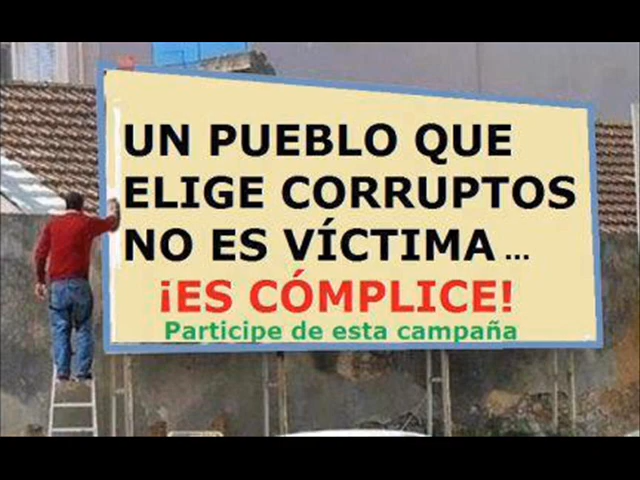 UN PUEBLO QUE
ELIGE CORRUPTOS
NO ES VÍCTIMA ...
¡ES CÓMPLICE!
Participe de esta campaña